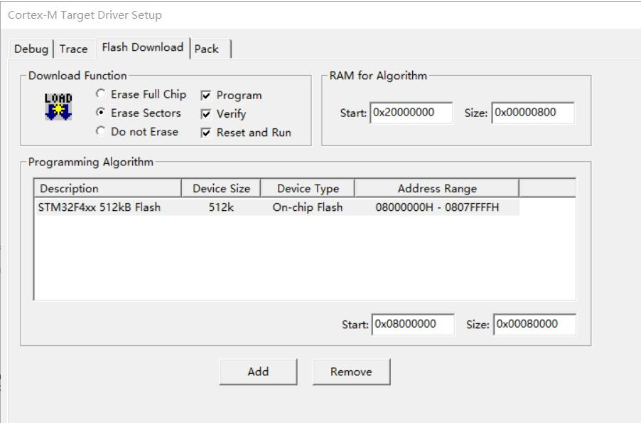 Cortex-M Target Driver Setup
Debug Trace Flash Download Pack
Download Function
LOAD
Erase Full Chip Program
Erase Sectors Verify
Do not Erase Reset and Run
RAM for Algorithm
Start: 0x20000000 Size: 0x00000800
Programming Algorithm
Description Device Size Device Type Address Range
STM32F4xx 512kB Flash 512k On-chip Flash 08000000H - 0807FFFFH
Start: 0x08000000 Size: 0x00080000
Add Remove